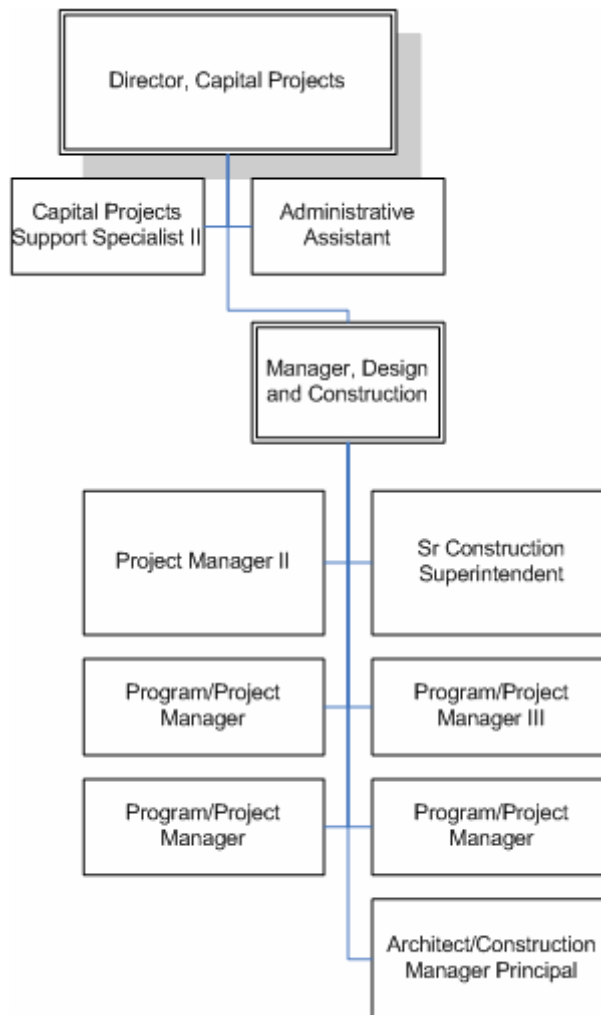 Director, Capital Projects
Capital Projects
Support Specialist II
Administrative
Assistant
Manager, Design
and Construction
Project Manager II
Sr Construction
Superintendent
Program/Project
Manager
Program/Project
Manager III
Program/Project
Manager
Program/Project
Manager
Architect/Construction
Manager Principal